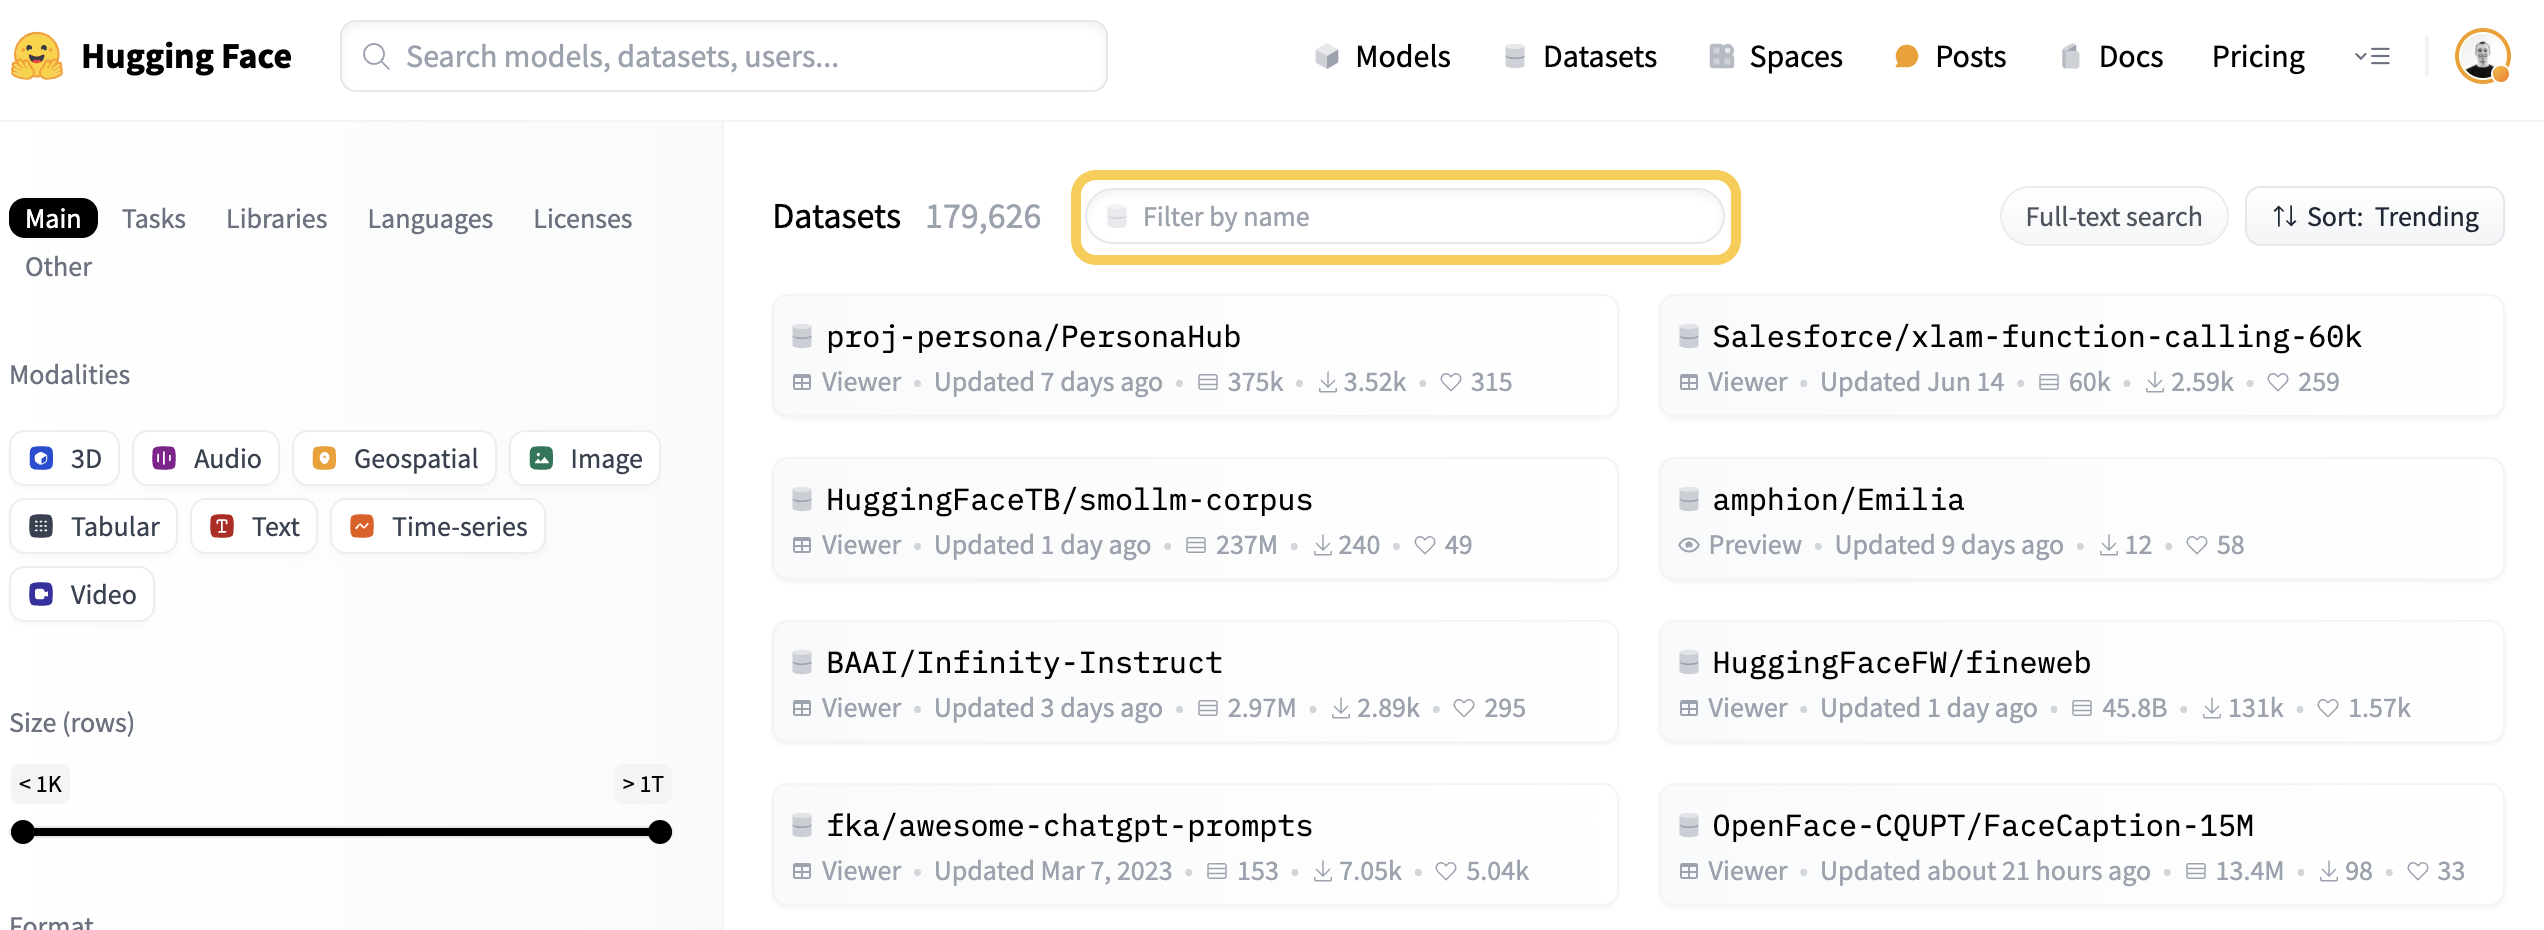 Hugging Face
Search models, datasets, users...
Models Datasets Spaces Posts Docs Pricing
Main Tasks Libraries Languages Licenses
Other
Modalities
3D Audio Geospatial Image
Tabular Text Time-series
Video
Size (rows)
< 1K > 1T
Format
Datasets 179,626 Filter by name Full-text search Sort: Trending
proj-persona/PersonaHub
Viewer • Updated 7 days ago • 375k • 3.52k • 315
Salesforce/xlam-function-calling-60k
Viewer • Updated Jun 14 • 60k • 2.59k • 259
HuggingFaceTB/smollm-corpus
Viewer • Updated 1 day ago • 237M • 240 • 49
amphion/Emilia
Preview • Updated 9 days ago • 12 • 58
BAAI/Infinity-Instruct
Viewer • Updated 3 days ago • 2.97M • 2.89k • 295
HuggingFaceFW/fineweb
Viewer • Updated 1 day ago • 45.8B • 131k • 1.57k
fka/awesome-chatgpt-prompts
Viewer • Updated Mar 7, 2023 • 153 • 7.05k • 5.04k
OpenFace-CQUPT/FaceCaption-15M
Viewer • Updated about 21 hours ago • 13.4M • 98 • 33